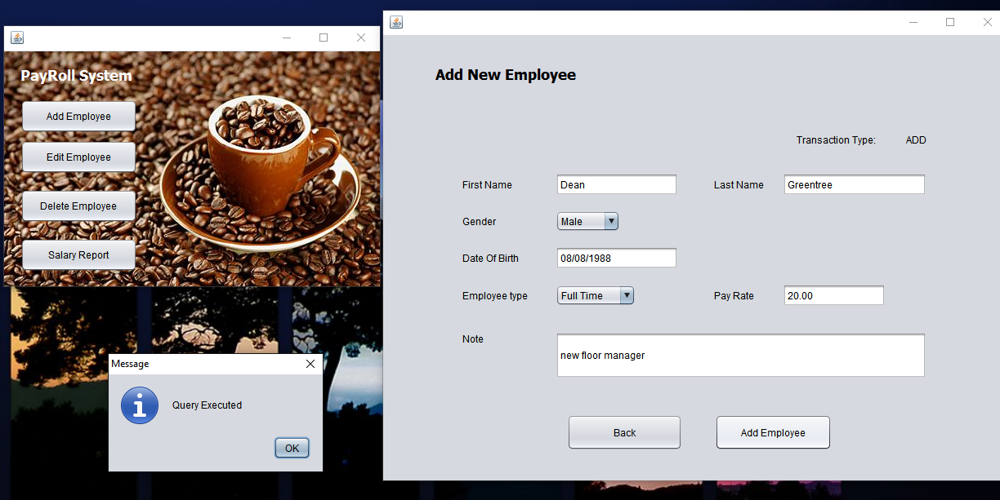 PayRoll System
Add Employee
Edit Employee
Delete Employee
Salary Report
Message
Query Executed
OK
Add New Employee
Transaction Type: ADD
First Name Dean Last Name Greentree
Gender Male
Date Of Birth 08/08/1988
Employee type Full Time Pay Rate 20.00
Note new floor manager
Back Add Employee